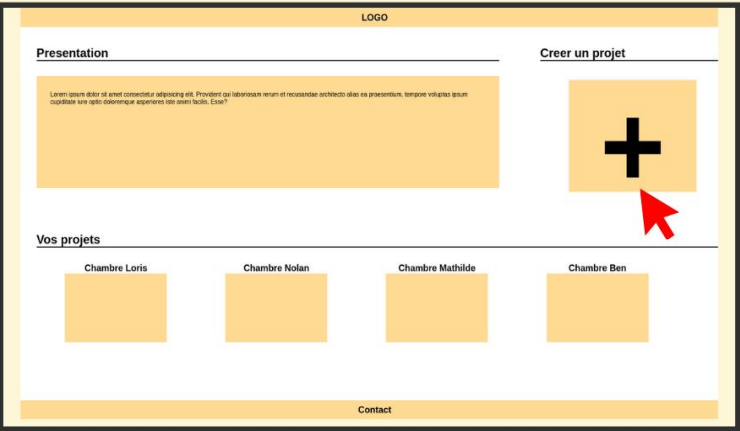 LOGO
Presentation
Creer un projet
Lorem ipsum dolor sit amet consectetur adipisicing elit. Provident qui laboriosam rerum et recusandae architecto alias ea praesentium, tempore voluptas ipsum
cupiditate iure optio doloremque asperiores iste animi facilis. Esse?
Vos projets
Chambre Loris
Chambre Nolan
Chambre Mathilde
Chambre Ben
Contact